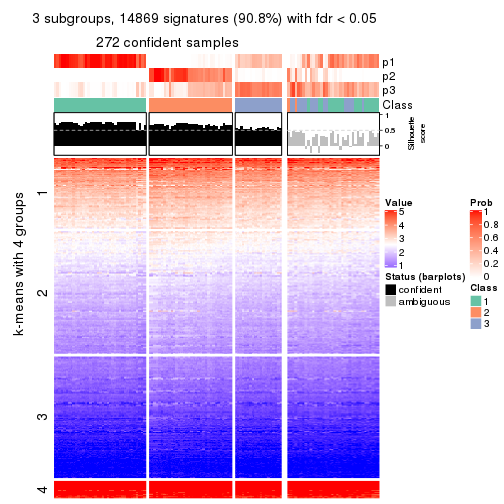 3 subgroups, 14869 signatures (90.8%) with fdr < 0.05
272 confident samples
p1
p2
p3
Class
1
0.5
0
Silhouette
score
k-means with 4 groups
1
2
3
4
Value
5
4
3
2
1
Status (barplots)
confident
ambiguous
Prob
1
0.8
0.6
0.4
0.2
0
Class
1
2
3